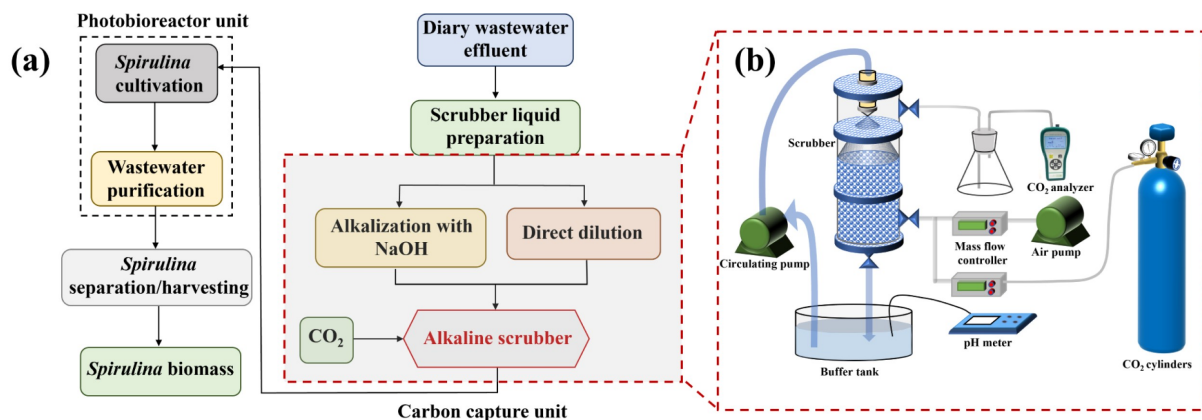 (a)
Photobioreactor unit
Spirulina
cultivation
Wastewater
purification
Spirulina
separation/harvesting
Spirulina biomass
Diary wastewater
effluent
Scrubber liquid
preparation
Alkalization with
NaOH
Direct dilution
CO₂
Alkaline scrubber
Carbon capture unit
(b)
Scrubber
CO₂ analyzer
Circulating pump
Mass flow
controller
Air pump
pH meter
Buffer tank
CO₂ cylinders